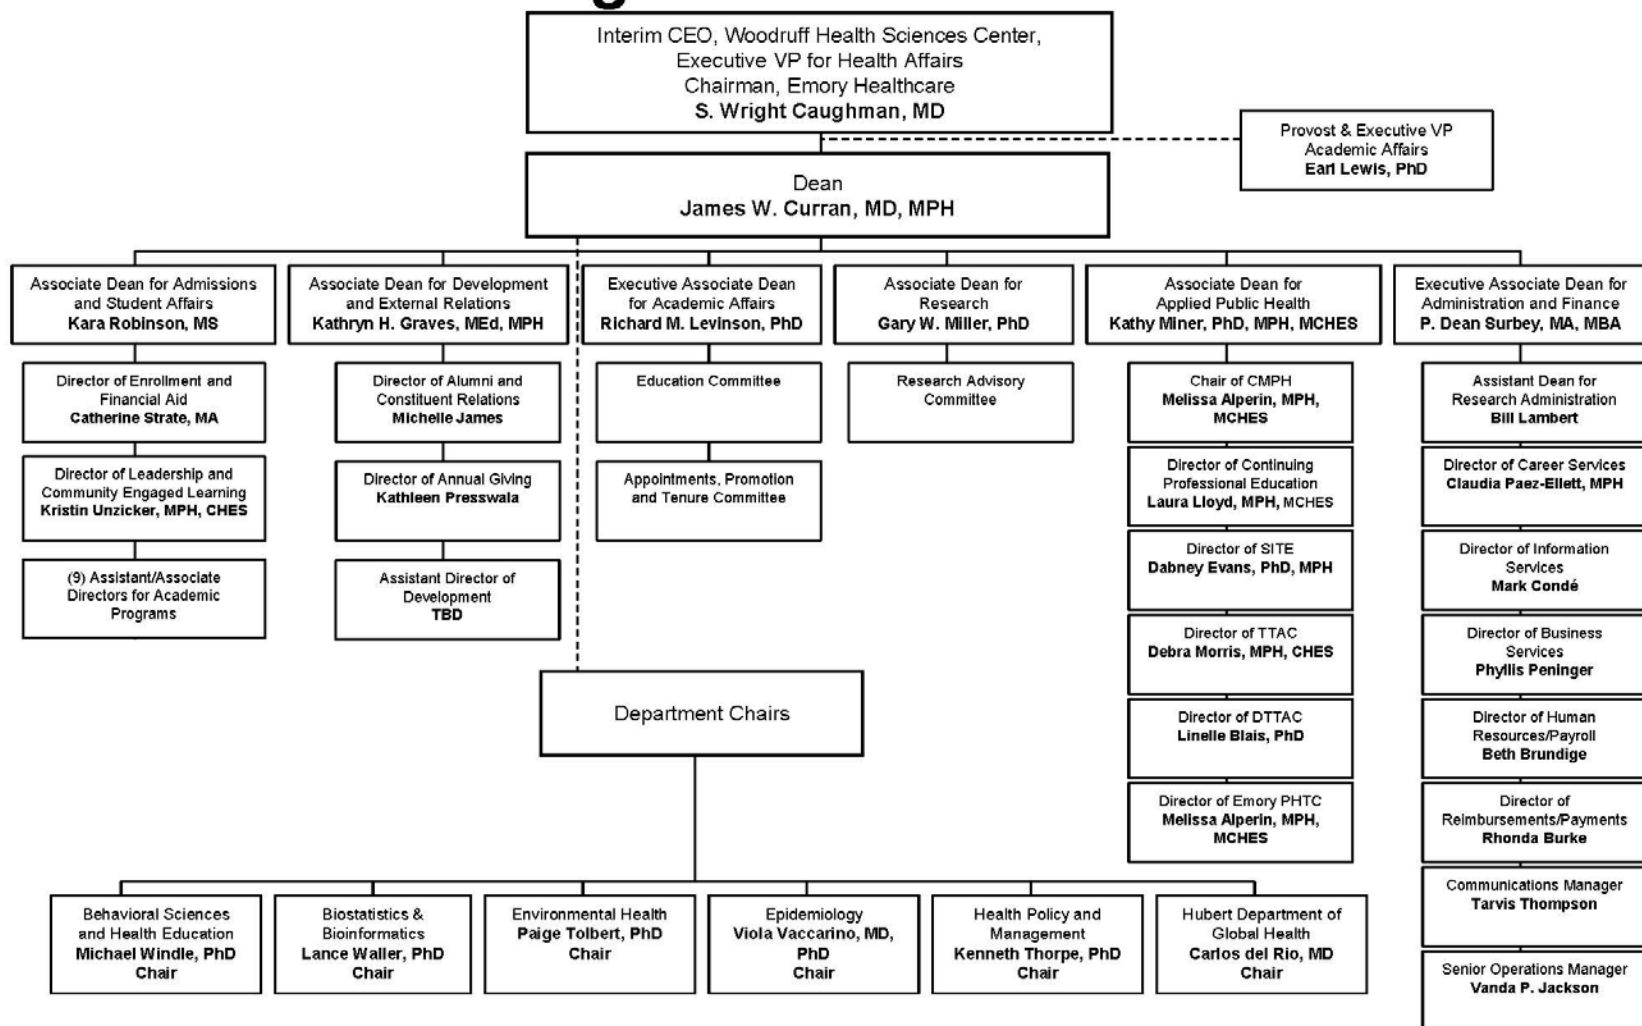 Interim CEO, Woodruff Health Sciences Center,
Executive VP for Health Affairs
Chairman, Emory Healthcare
S. Wright Caughman, MD
Provost & Executive VP
Academic Affairs
Earl Lewis, PhD
Dean
James W. Curran, MD, MPH
Associate Dean for Admissions
and Student Affairs
Kara Robinson, MS
Associate Dean for Development
and External Relations
Kathryn H. Graves, MEd, MPH
Executive Associate Dean
for Academic Affairs
Richard M. Levinson, PhD
Associate Dean for
Research
Gary W. Miller, PhD
Associate Dean for
Applied Public Health
Kathy Miner, PhD, MPH, MCHES
Executive Associate Dean for
Administration and Finance
P. Dean Surbey, MA, MBA
Director of Enrollment and
Financial Aid
Catherine Strate, MA
Director of Leadership and
Community Engaged Learning
Kristin Unzicker, MPH, CHES
(9) Assistant/Associate
Directors for Academic
Programs
Director of Alumni and
Constituent Relations
Michelle James
Director of Annual Giving
Kathleen Presswala
Assistant Director of
Development
TBD
Education Committee
Appointments, Promotion
and Tenure Committee
Research Advisory
Committee
Chair of CMPH
Melissa Alperin, MPH,
MCHES
Director of Continuing
Professional Education
Laura Lloyd, MPH, MCHES
Director of SITE
Dabney Evans, PhD, MPH
Director of TTAC
Debra Morris, MPH, CHES
Director of DTTAC
Linelle Blais, PhD
Director of Emory PHTC
Melissa Alperin, MPH,
MCHES
Assistant Dean for
Research Administration
Bill Lambert
Director of Career Services
Claudia Paez-Ellett, MPH
Director of Information
Services
Mark Condé
Director of Business
Services
Phyllis Peninger
Director of Human
Resources/Payroll
Beth Brundige
Director of
Reimbursements/Payments
Rhonda Burke
Communications Manager
Tarvis Thompson
Senior Operations Manager
Vanda P. Jackson
Department Chairs
Behavioral Sciences
and Health Education
Michael Windle, PhD
Chair
Biostatistics &
Bioinformatics
Lance Waller, PhD
Chair
Environmental Health
Paige Tolbert, PhD
Chair
Epidemiology
Viola Vaccarino, MD,
PhD
Chair
Health Policy and
Management
Kenneth Thorpe, PhD
Chair
Hubert Department of
Global Health
Carlos del Rio, MD
Chair